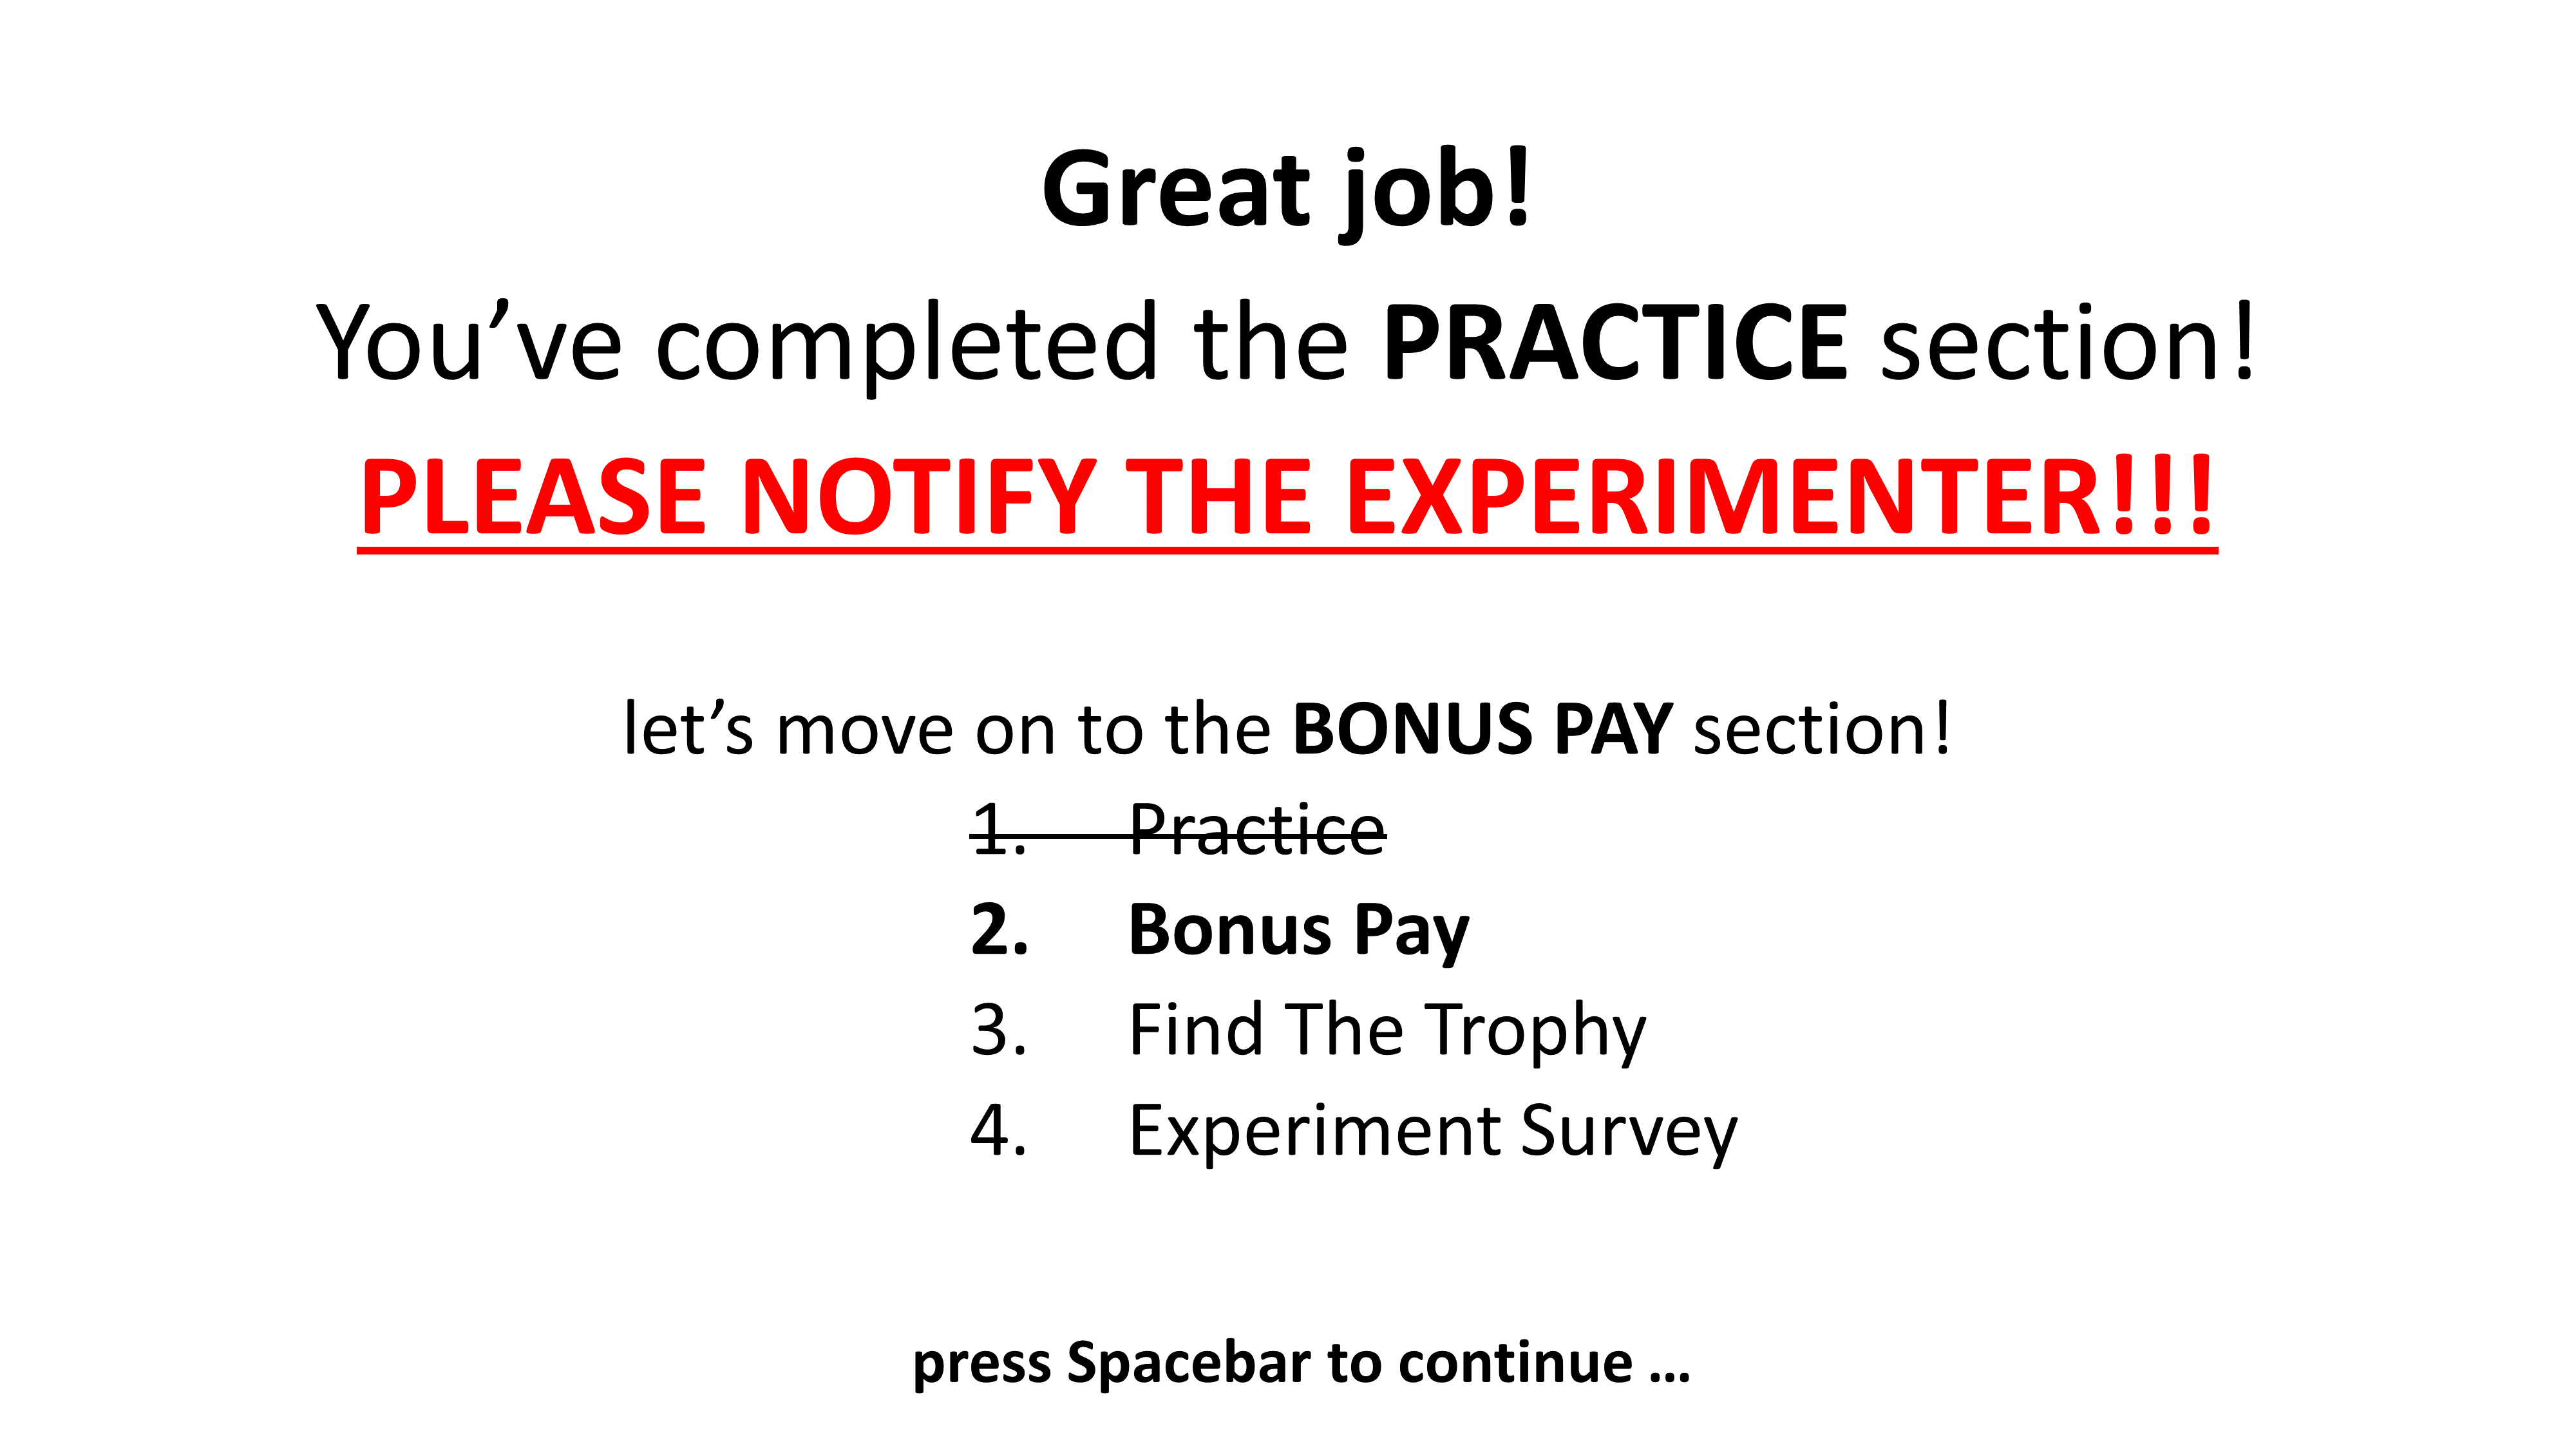 Great job!
You’ve completed the PRACTICE section!
PLEASE NOTIFY THE EXPERIMENTER!!!
let’s move on to the BONUS PAY section!
1. Practice
2. Bonus Pay
3. Find The Trophy
4. Experiment Survey
press Spacebar to continue …